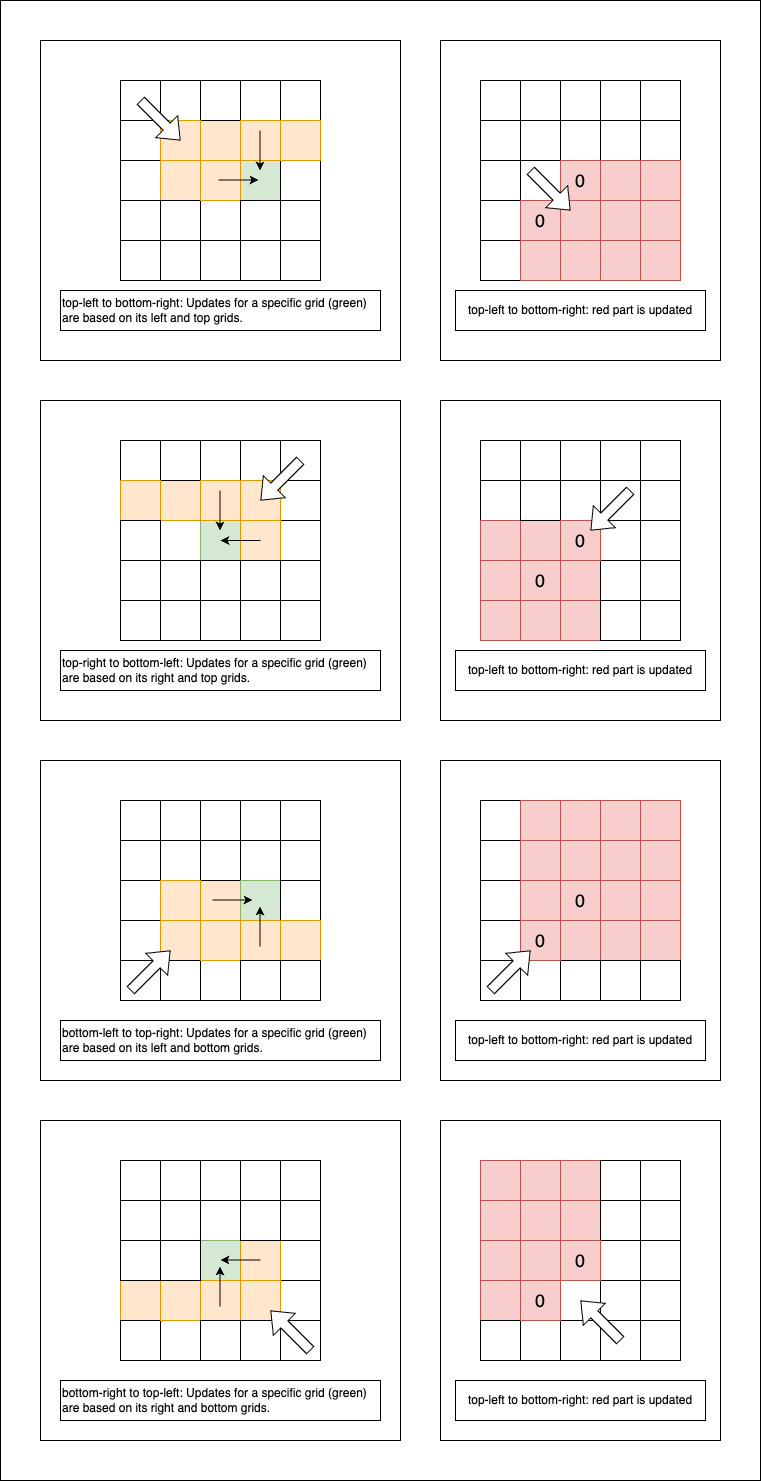 0
0
top-left to bottom-right: Updates for a specific grid (green)
are based on its left and top grids.
top-left to bottom-right: red part is updated
0
0
top-right to bottom-left: Updates for a specific grid (green)
are based on its right and top grids.
top-left to bottom-right: red part is updated
0
0
bottom-left to top-right: Updates for a specific grid (green)
are based on its left and bottom grids.
top-left to bottom-right: red part is updated
0
0
bottom-right to top-left: Updates for a specific grid (green)
are based on its right and bottom grids.
top-left to bottom-right: red part is updated